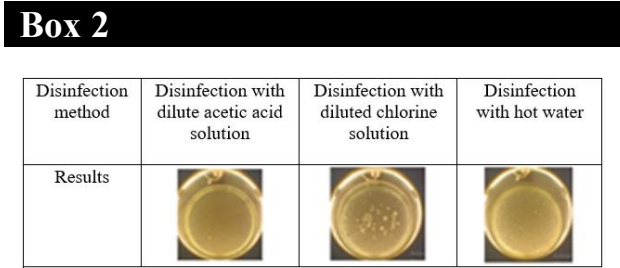 Box 2
Disinfection method
Disinfection with dilute acetic acid solution
Disinfection with diluted chlorine solution
Disinfection with hot water
Results